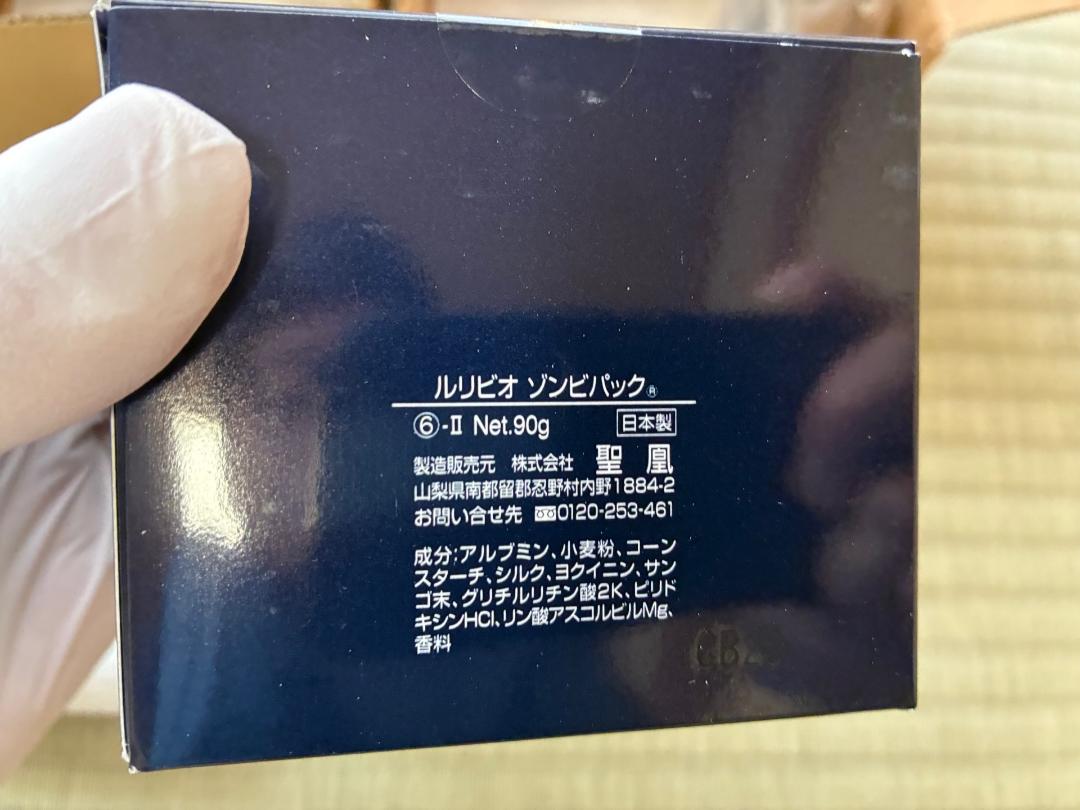 ルリビオ ゾンビパック®
⑥-Ⅱ Net.90g 日本製
製造販売元 株式会社 聖凰
山梨県南都留郡忍野村内野1884-2
お問い合せ先 0120-253-461
成分:アルブミン、小麦粉、コーン
スターチ、シルク、ヨクイニン、サン
ゴ末、グリチルリチン酸2K、ピリド
キシンHCl、リン酸アスコルビルMg、
香料